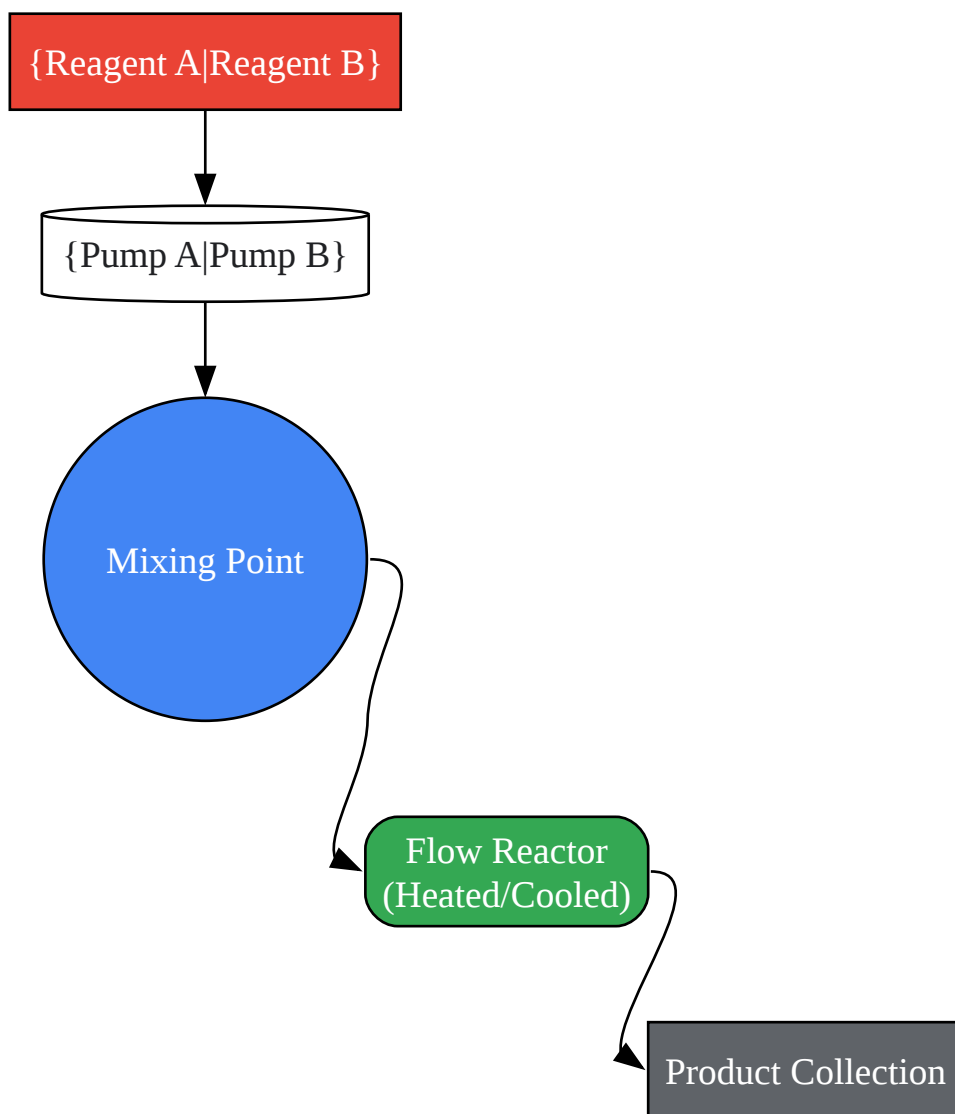 {Reagent A|Reagent B}
{Pump A|Pump B}
Mixing Point
Flow Reactor
(Heated/Cooled)
Product Collection